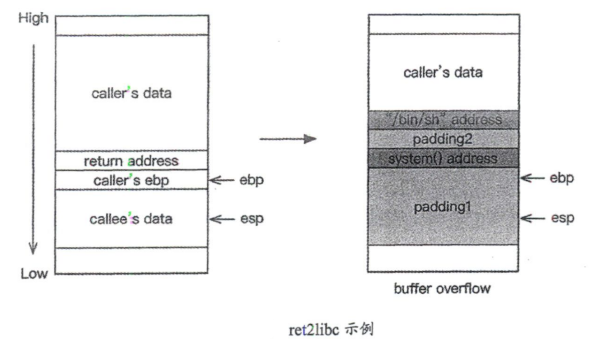 High
caller's data
return address
caller's ebp
ebp
callee's data
esp
Low
caller's data
"/bin/sh" address
padding2
system() address
ebp
padding1
esp
buffer overflow
ret2libc 示例